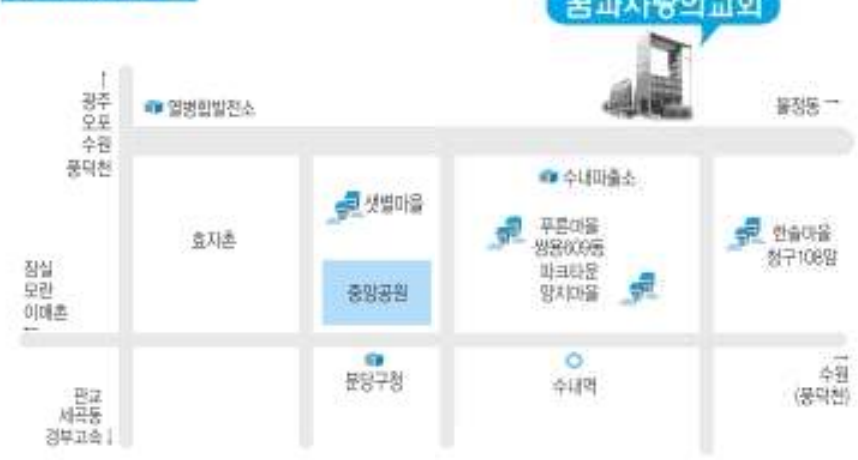 꿈과사랑의교회
↑
광주
오포
수원
풍덕천
열병합발전소
불정동 →
수내파출소
샛별마을
효자촌
푸른마을
쌍용609동
파크타운
양지마을
한솔마을
청구108앞
잠실
모란
이매촌
←
중앙공원
분당구청
수내역
→
수원
(풍덕천)
판교
세곡동
경부고속 ↓